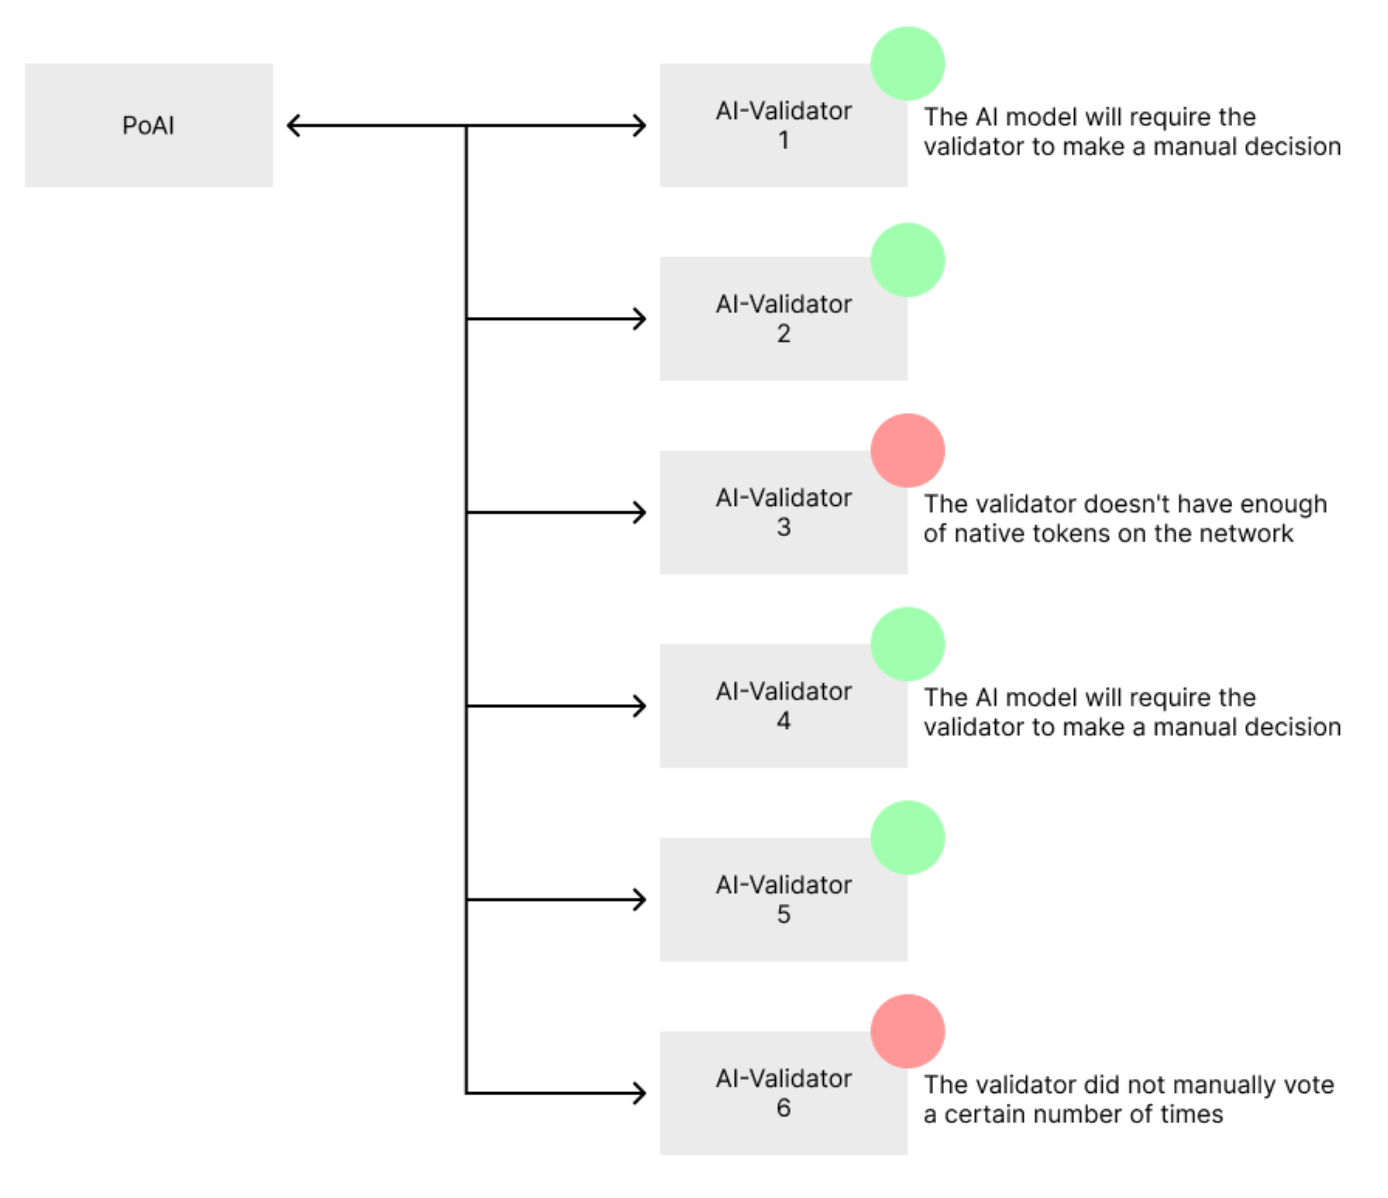 PoAI
AI-Validator
1
The AI model will require the
validator to make a manual decision
AI-Validator
2
AI-Validator
3
The validator doesn't have enough
of native tokens on the network
AI-Validator
4
The AI model will require the
validator to make a manual decision
AI-Validator
5
AI-Validator
6
The validator did not manually vote
a certain number of times